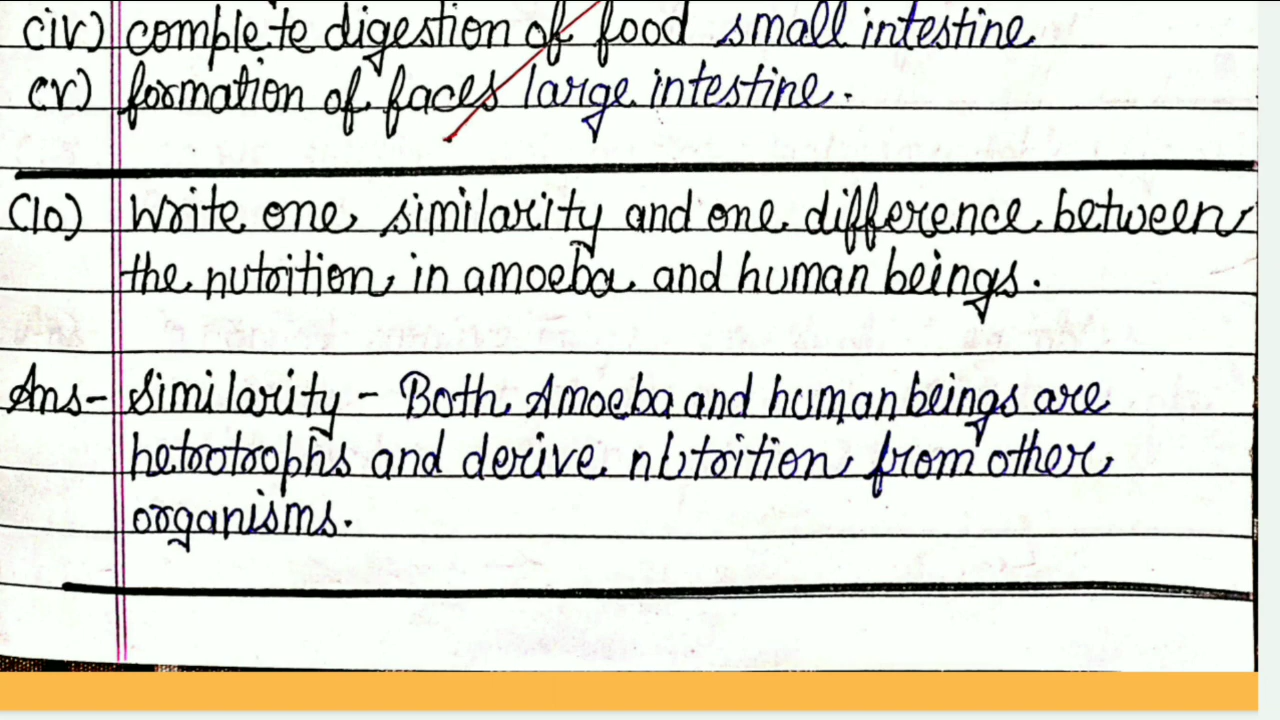 (iv) complete digestion of food small intestine
(v) formation of faces large intestine.
(10) Write one similarity and one difference between
the nutrition in amoeba and human beings.
Ans- Similarity - Both Amoeba and human beings are
hetrotrophs and derive nutrition from other
organisms.